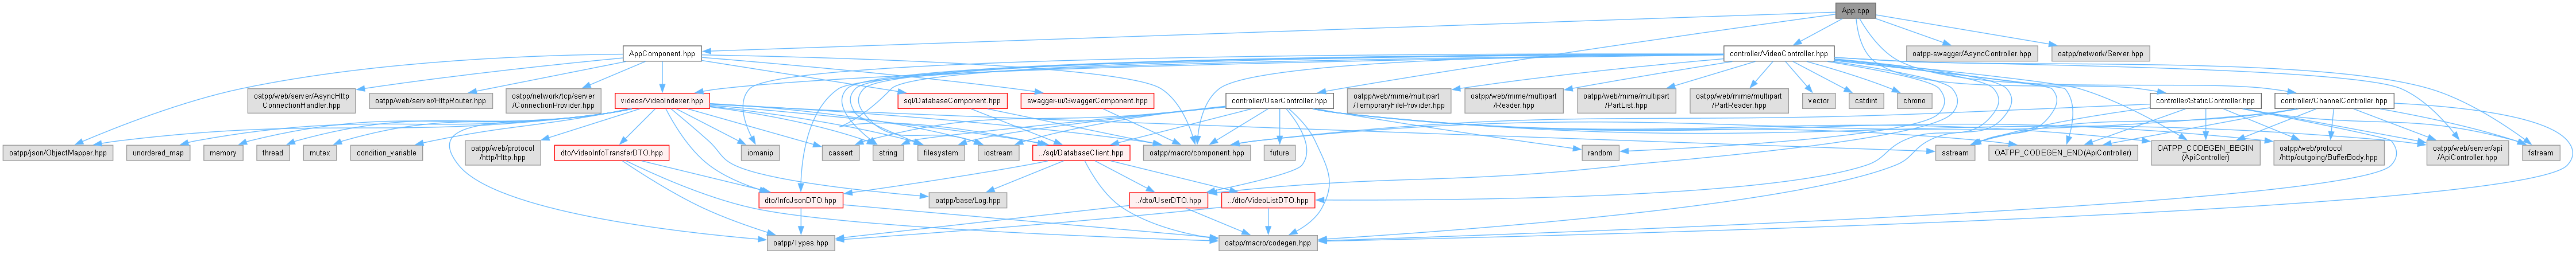 App.cpp
AppComponent.hpp
controller/VideoController.hpp
oatpp-swagger/AsyncController.hpp
oatpp/network/Server.hpp
oatpp/web/server/AsyncHttp
ConnectionHandler.hpp
oatpp/web/server/HttpRouter.hpp
oatpp/network/tcp/server
/ConnectionProvider.hpp
videos/VideoIndexer.hpp
sql/DatabaseComponent.hpp
swagger-ui/SwaggerComponent.hpp
controller/UserController.hpp
oatpp/web/mime/multipart
/TemporaryFileProvider.hpp
oatpp/web/mime/multipart
/Reader.hpp
oatpp/web/mime/multipart
/PartList.hpp
oatpp/web/mime/multipart
/PartReader.hpp
vector
cstdint
chrono
controller/StaticController.hpp
controller/ChannelController.hpp
oatpp/json/ObjectMapper.hpp
unordered_map
memory
thread
mutex
condition_variable
oatpp/web/protocol
/http/Http.hpp
dto/VideoInfoTransferDTO.hpp
iomanip
cassert
string
filesystem
iostream
../sql/DatabaseClient.hpp
oatpp/macro/component.hpp
future
random
sstream
OATPP_CODEGEN_END(ApiController)
OATPP_CODEGEN_BEGIN
(ApiController)
oatpp/web/protocol
/http/outgoing/BufferBody.hpp
oatpp/web/server/api
/ApiController.hpp
fstream
dto/InfoJsonDTO.hpp
oatpp/base/Log.hpp
../dto/UserDTO.hpp
../dto/VideoListDTO.hpp
oatpp/Types.hpp
oatpp/macro/codegen.hpp